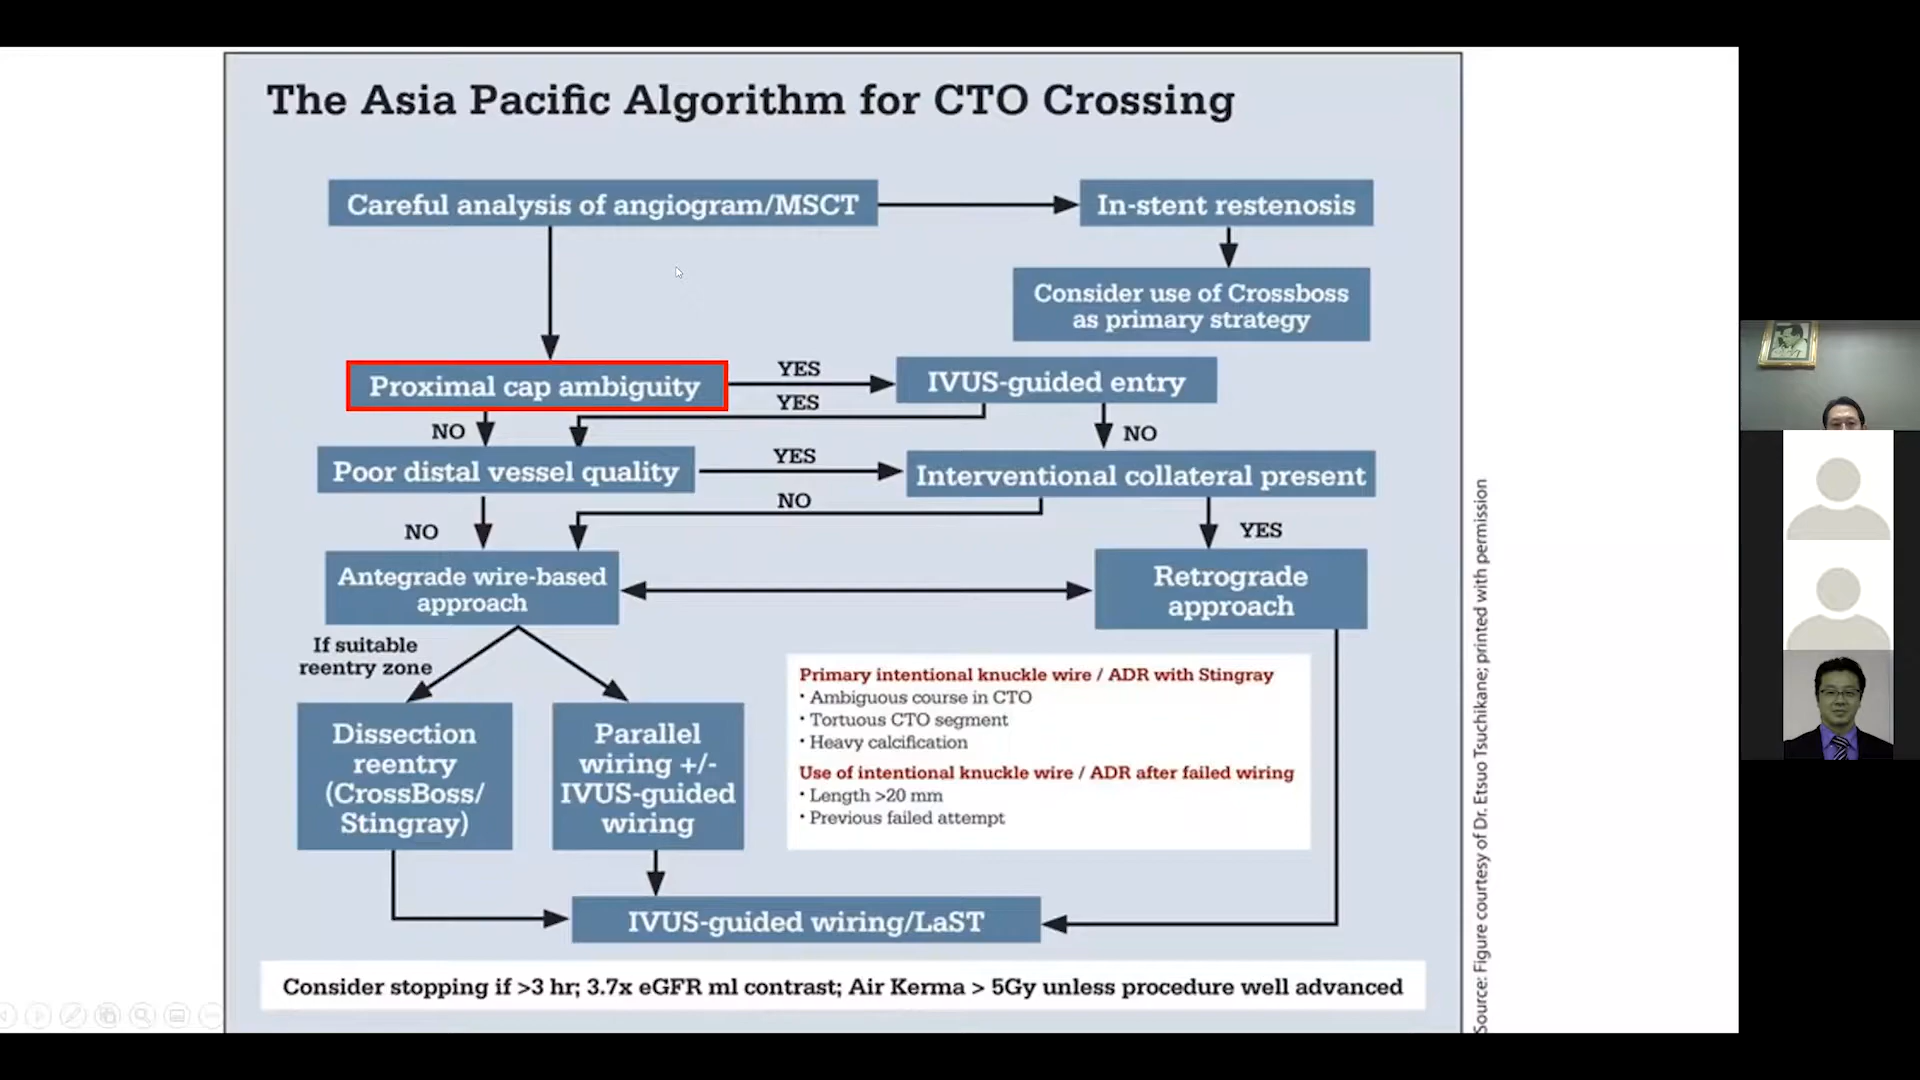 The Asia Pacific Algorithm for CTO Crossing
Careful analysis of angiogram/MSCT
In-stent restenosis
Consider use of Crossboss
as primary strategy
Proximal cap ambiguity
YES
IVUS-guided entry
YES
NO
NO
Poor distal vessel quality
YES
Interventional collateral present
NO
NO
YES
Antegrade wire-based
approach
Retrograde
approach
If suitable
reentry zone
Primary intentional knuckle wire / ADR with Stingray
• Ambiguous course in CTO
• Tortuous CTO segment
• Heavy calcification
Use of intentional knuckle wire / ADR after failed wiring
• Length >20 mm
• Previous failed attempt
Dissection
reentry
(CrossBoss/
Stingray)
Parallel
wiring +/-
IVUS-guided
wiring
IVUS-guided wiring/LaST
Consider stopping if >3 hr; 3.7x eGFR ml contrast; Air Kerma > 5Gy unless procedure well advanced
Source: Figure courtesy of Dr. Etsuo Tsuchikane; printed with permission